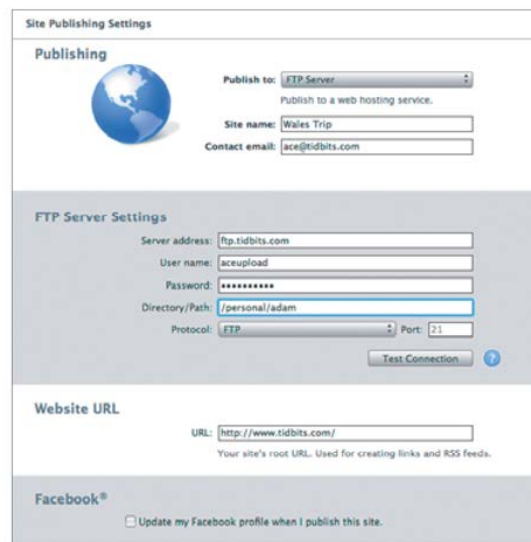 Site Publishing Settings
Publishing
Publish to: FTP Server
Publish to a web hosting service.
Site name: Wales Trip
Contact email: ace@tidbits.com
FTP Server Settings
Server address: ftp.tidbits.com
User name: aceupload
Password: ••••••••••
Directory/Path: /personal/adam
Protocol: FTP Port: 21
Test Connection ?
Website URL
URL: http://www.tidbits.com/
Your site's root URL. Used for creating links and RSS feeds.
Facebook®
Update my Facebook profile when I publish this site.